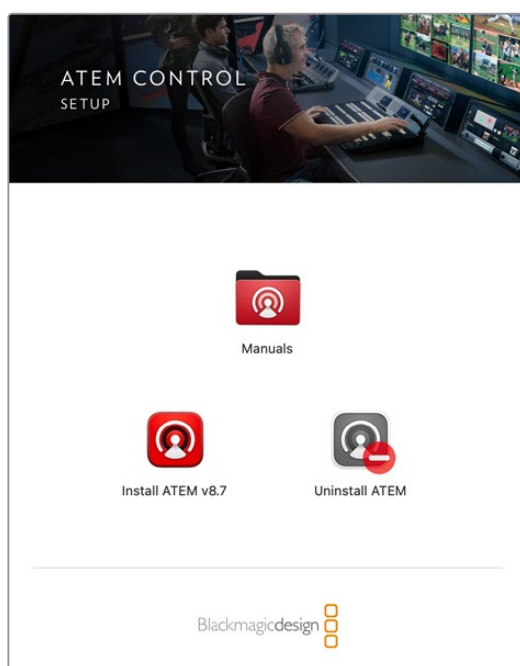 ATEM CONTROL
SETUP
Manuals
Install ATEM v8.7
Uninstall ATEM
Blackmagicdesign